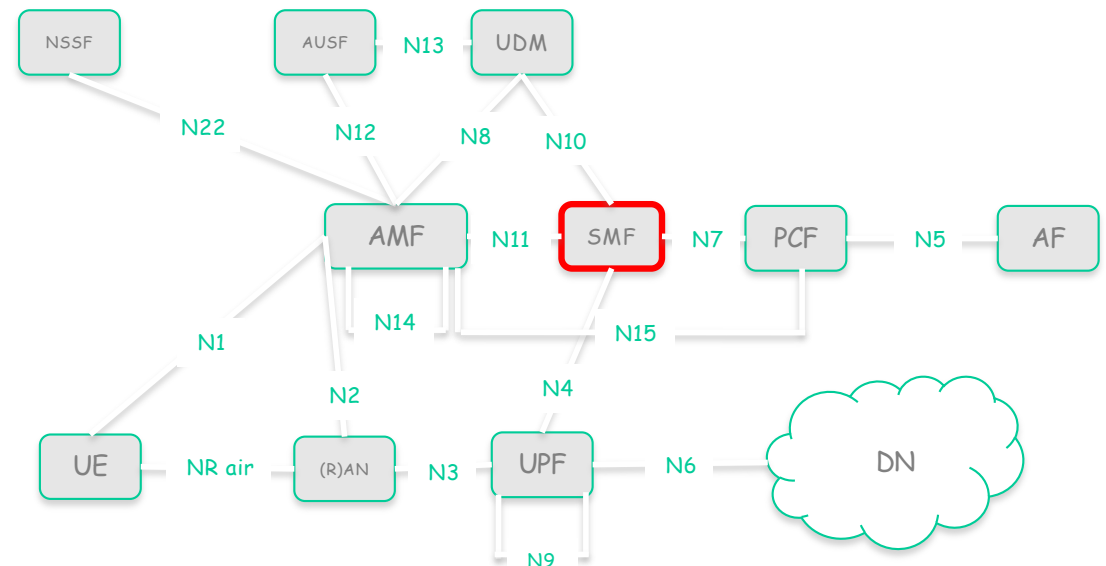 NSSF
AUSF
N13
UDM
N22
N12
N8
N10
AMF
N11
SMF
N7
PCF
N5
AF
N14
N15
N1
N2
N4
UE
NR air
(R)AN
N3
UPF
N6
DN
N9